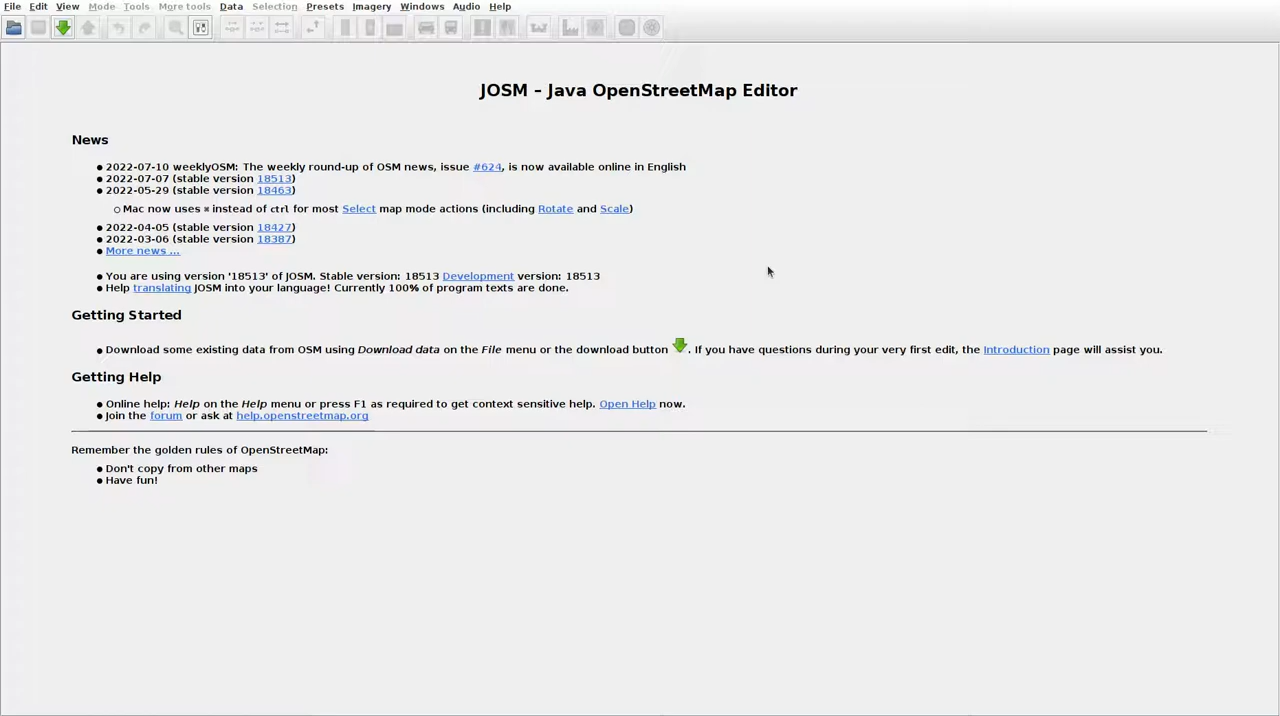 File Edit View Mode Tools More tools Data Selection Presets Imagery Windows Audio Help
JOSM – Java OpenStreetMap Editor
News
2022-07-10 weeklyOSM: The weekly round-up of OSM news, issue #624, is now available online in English
2022-07-07 (stable version 18513)
2022-05-29 (stable version 18463)
Mac now uses ⌘ instead of ctrl for most Select map mode actions (including Rotate and Scale)
2022-04-05 (stable version 18427)
2022-03-06 (stable version 18387)
More news ...
You are using version '18513' of JOSM. Stable version: 18513 Development version: 18513
Help translating JOSM into your language! Currently 100% of program texts are done.
Getting Started
Download some existing data from OSM using Download data on the File menu or the download button . If you have questions during your very first edit, the Introduction page will assist you.
Getting Help
Online help: Help on the Help menu or press F1 as required to get context sensitive help. Open Help now.
Join the forum or ask at help.openstreetmap.org
Remember the golden rules of OpenStreetMap:
Don't copy from other maps
Have fun!